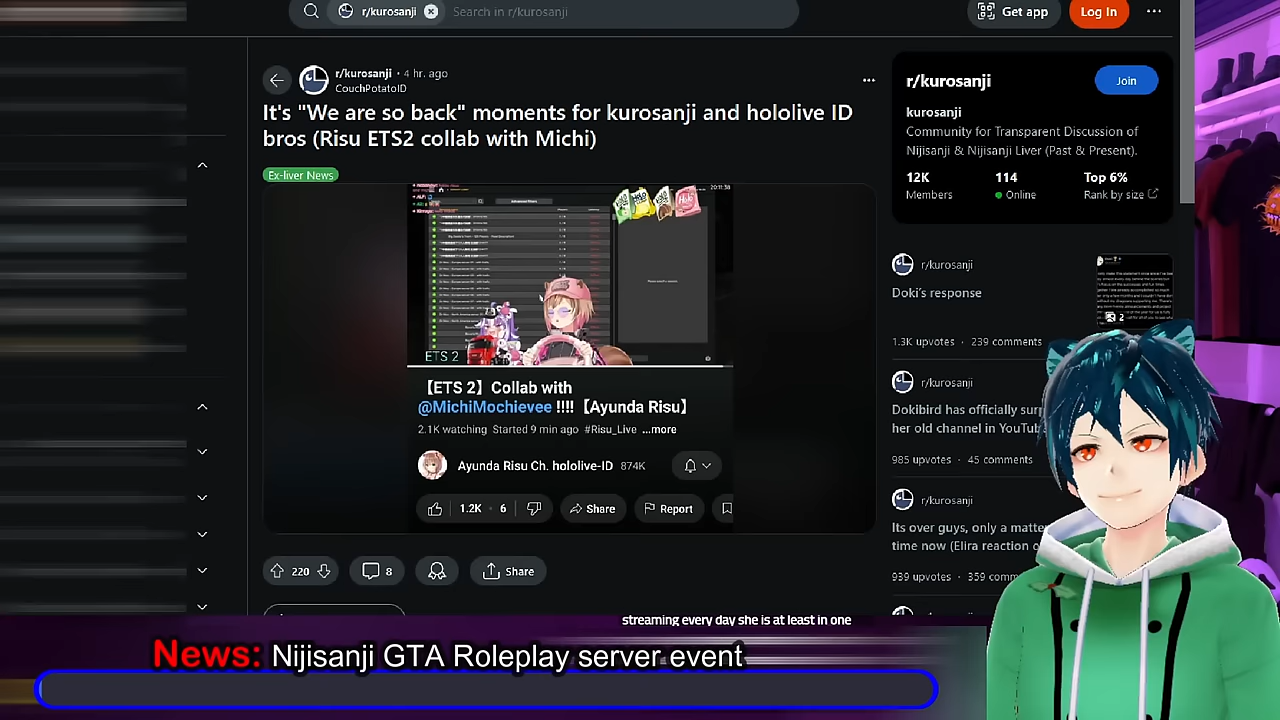 r/kurosanji
Search in r/kurosanji
Get app
Log In
r/kurosanji • 4 hr. ago
CouchPotatoID
It's "We are so back" moments for kurosanji and hololive ID
bros (Risu ETS2 collab with Michi)
Ex-liver News
20:11:38
ETS 2
【ETS 2】Collab with
@MichiMochievee !!!!【Ayunda Risu】
2.1K watching Started 9 min ago #Risu_Live ...more
Ayunda Risu Ch. hololive-ID 874K
1.2K • 6
Share
Report
220
8
Share
r/kurosanji
Join
kurosanji
Community for Transparent Discussion of
Nijisanji & Nijisanji Liver (Past & Present).
12K
114
Top 6%
Members
Online
Rank by size
r/kurosanji
Doki's response
2
1.3K upvotes · 239 comments
r/kurosanji
Dokibird has officially
her old channel in
985 upvotes · 45 comments
r/kurosanji
Its over guys, only a
time now (Elira reaction
939 upvotes · 359
streaming every day she is at least in one
News: Nijisanji GTA Roleplay server event